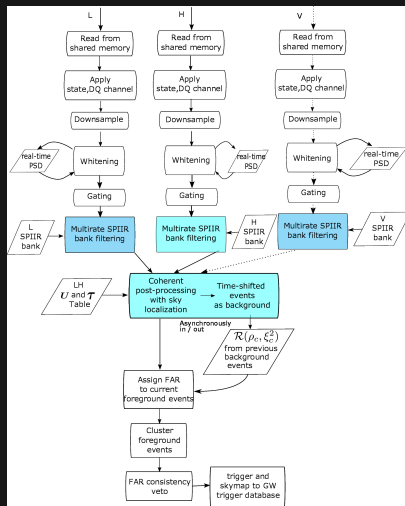 L
H
V
Read from
shared memory
Read from
shared memory
Read from
shared memory
Apply
state,DQ channel
Apply
state,DQ channel
Apply
state,DQ channel
Downsample
Downsample
Downsample
real-time
PSD
Whitening
Whitening
real-time
PSD
Whitening
real-time
PSD
Gating
Gating
Gating
L
SPIIR
bank
Multirate SPIIR
bank filtering
Multirate SPIIR
bank filtering
H
SPIIR
bank
Multirate SPIIR
bank filtering
V
SPIIR
bank
LH
U and τ
Table
Coherent
post-processing
with sky
localization
Time-shifted
events
as background
Asynchronously
in / out
R(ρc, ξc²)
from previous
background
events
Assign FAR
to current
foreground events
Cluster
foreground
events
FAR consistency
veto
trigger and
skymap to GW
trigger database